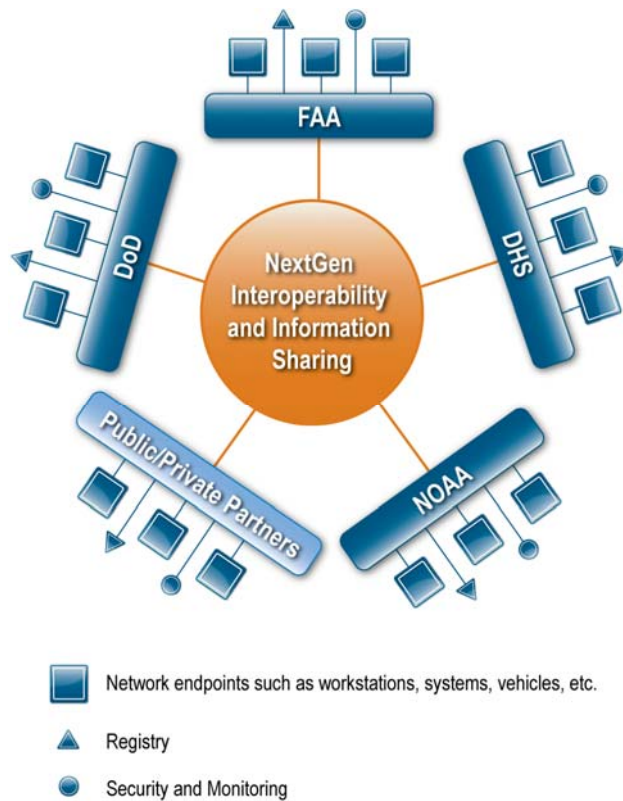 FAA
DoD
DHS
NextGen
Interoperability
and Information
Sharing
Public/Private Partners
NOAA
Network endpoints such as workstations, systems, vehicles, etc.
Registry
Security and Monitoring